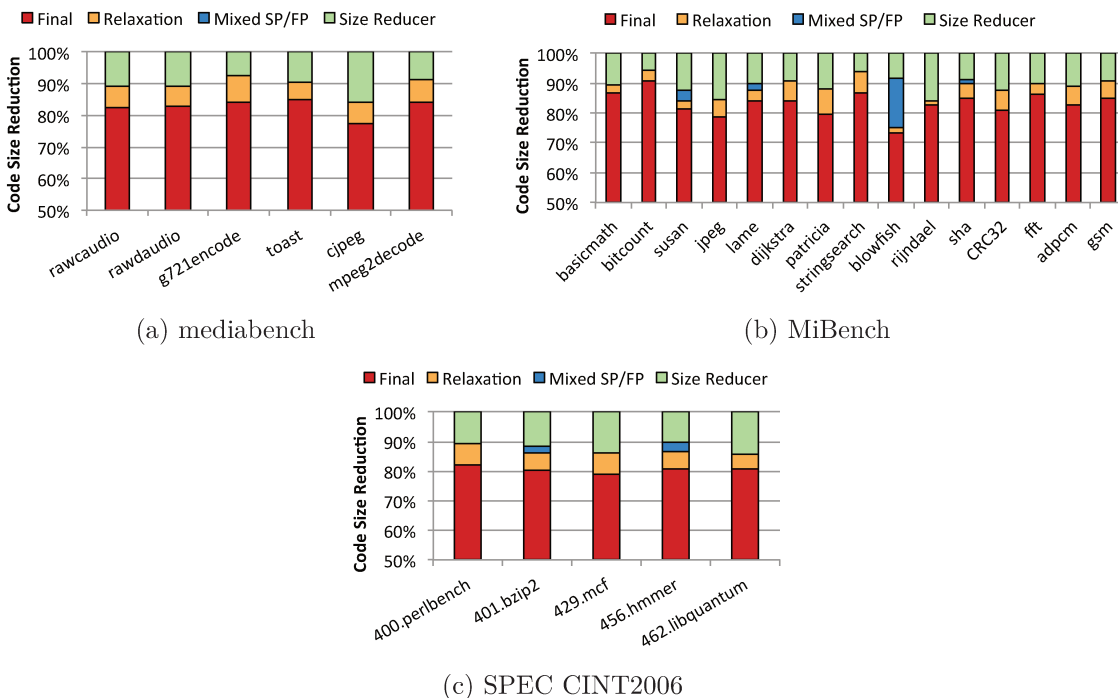 Final Relaxation Mixed SP/FP Size Reducer
Code Size Reduction
100%
90%
80%
70%
60%
50%
rawcaudio
rawdaudio
g721encode
toast
cjpeg
mpeg2decode
(a) mediabench
Final Relaxation Mixed SP/FP Size Reducer
Code Size Reduction
100%
90%
80%
70%
60%
50%
basicmath
bitcount
susan
jpeg
lame
dijkstra
patricia
stringsearch
blowfish
rijndael
sha
CRC32
fft
adpcm
gsm
(b) MiBench
Final Relaxation Mixed SP/FP Size Reducer
Code Size Reduction
100%
90%
80%
70%
60%
50%
400.perlbench
401.bzip2
429.mcf
456.hmmer
462.libquantum
(c) SPEC CINT2006